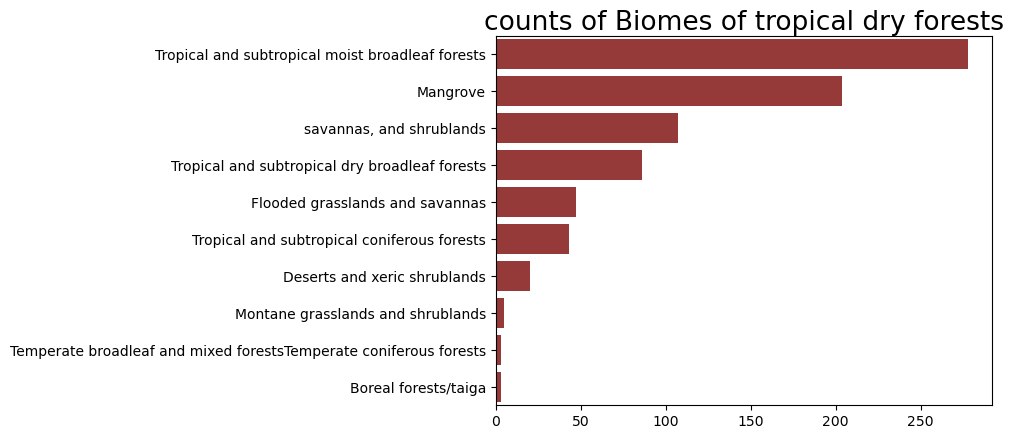 counts of Biomes of tropical dry forests
Tropical and subtropical moist broadleaf forests
Mangrove
savannas, and shrublands
Tropical and subtropical dry broadleaf forests
Flooded grasslands and savannas
Tropical and subtropical coniferous forests
Deserts and xeric shrublands
Montane grasslands and shrublands
Temperate broadleaf and mixed forestsTemperate coniferous forests
Boreal forests/taiga
0 50 100 150 200 250